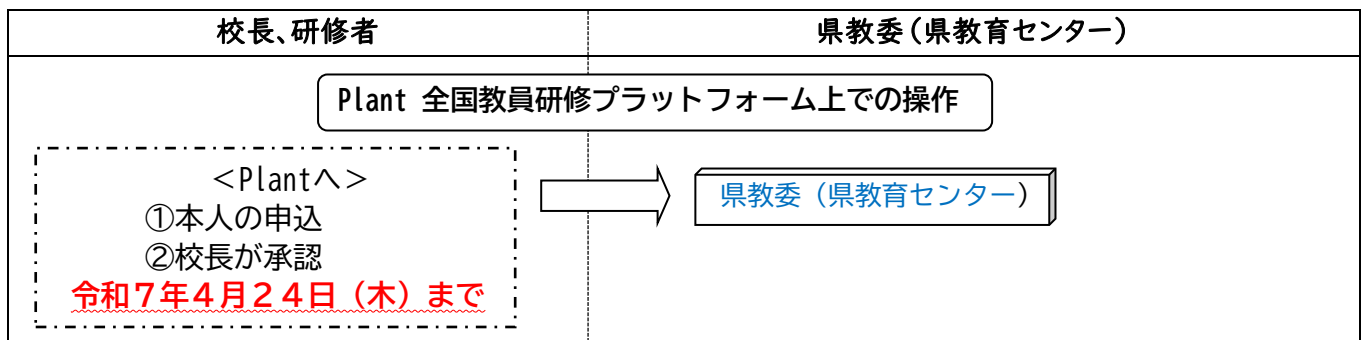 校長、研修者
県教委（県教育センター）
Plant 全国教員研修プラットフォーム上での操作
＜Plantへ＞
①本人の申込
②校長が承認
令和７年４月２４日（木）まで
県教委（県教育センター）